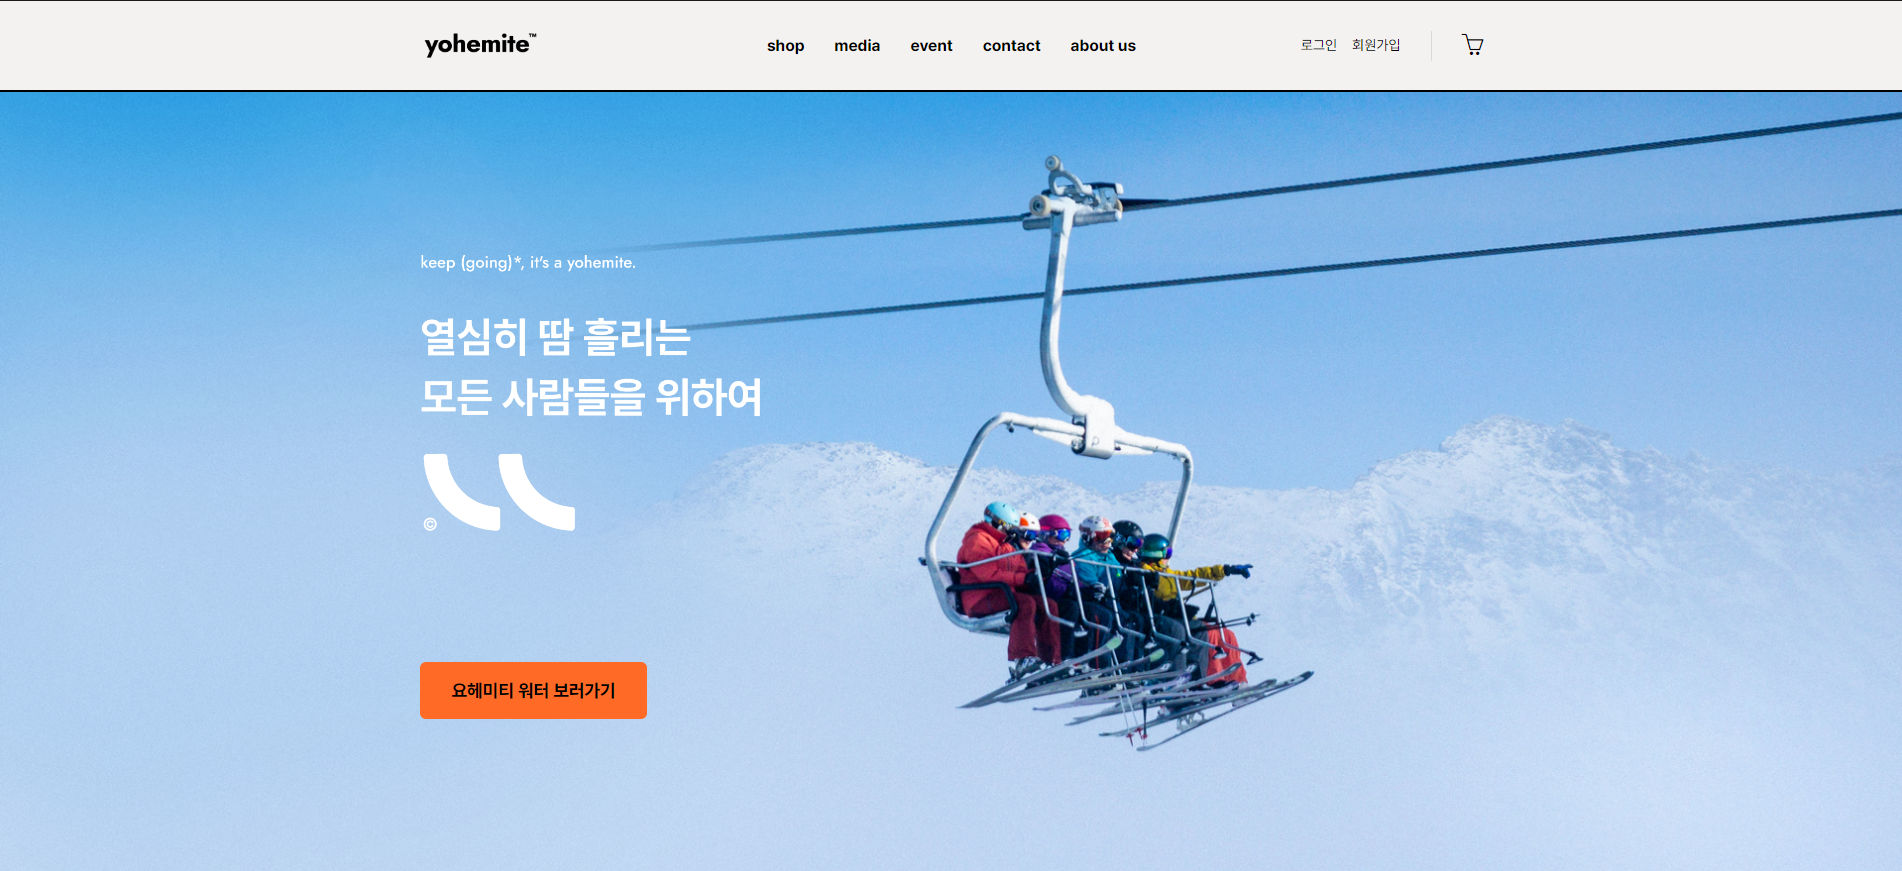 yohemite™
shop media event contact about us
로그인 회원가입
keep (going)*, it's a yohemite.
열심히 땀 흘리는
모든 사람들을 위하여
©
요헤미티 워터 보러가기